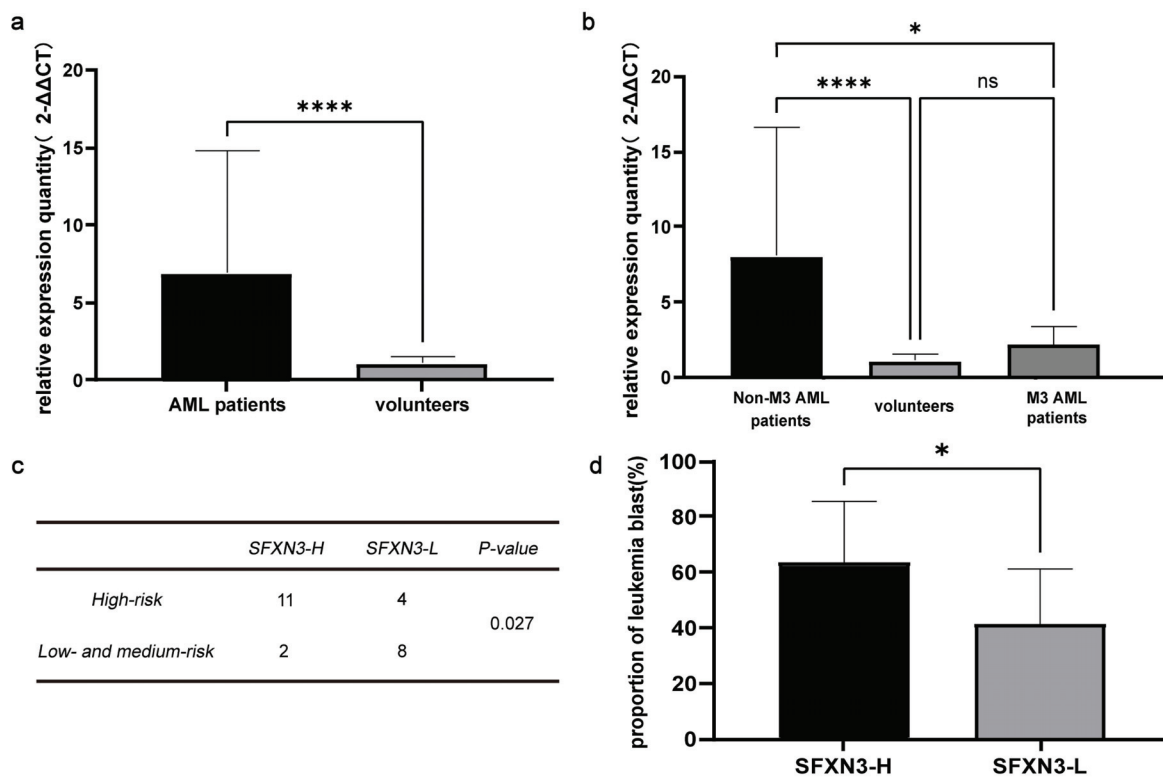 a
relative expression quantity( 2-ΔΔCT)
20
15
10
5
0
****
AML patients
volunteers
b
relative expression quantity( 2-ΔΔCT)
20
15
10
5
0
*
****
ns
Non-M3 AML
patients
volunteers
M3 AML
patients
c
SFXN3-H SFXN3-L P-value
High-risk 11 4
0.027
Low- and medium-risk 2 8
d
proportion of leukemia blast(%)
100
80
60
40
20
0
*
SFXN3-H
SFXN3-L